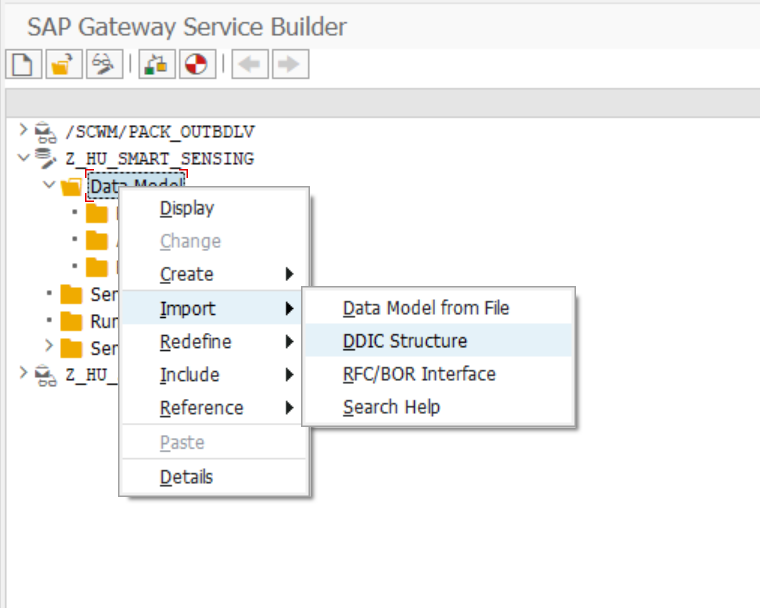 SAP Gateway Service Builder
/SCWM/PACK_OUTBDLV
Z_HU_SMART_SENSING
Data Model
Display
Change
Create
Import
Redefine
Include
Reference
Paste
Details
Data Model from File
DDIC Structure
RFC/BOR Interface
Search Help
Ser
Run
Ser
Z_HU_